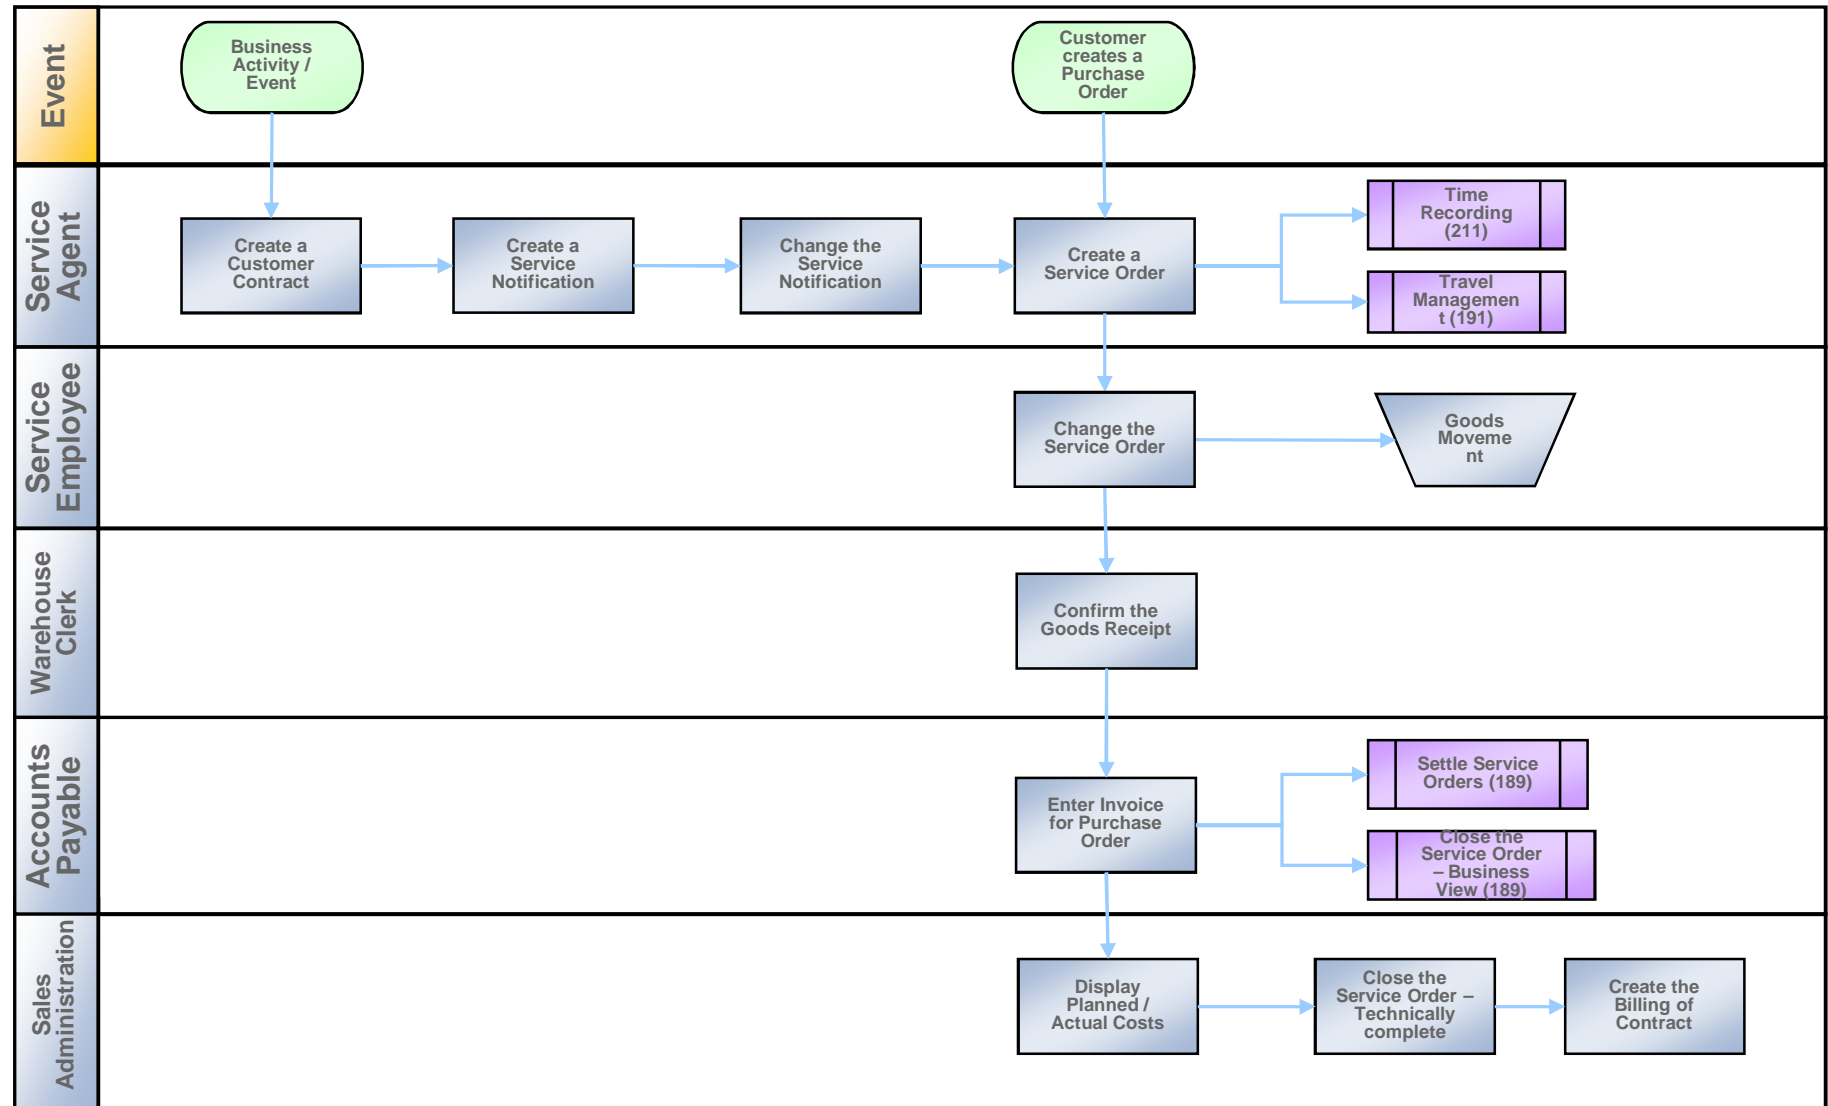 Event
Business
Activity /
Event
Customer
creates a
Purchase
Order
Service
Agent
Create a
Customer
Contract
Create a
Service
Notification
Change the
Service
Notification
Create a
Service Order
Time
Recording
(211)
Travel
Managemen
t (191)
Service
Employee
Change the
Service Order
Goods
Moveme
nt
Warehouse
Clerk
Confirm the
Goods Receipt
Accounts
Payable
Enter Invoice
for Purchase
Order
Settle Service
Orders (189)
Close the
Service Order
– Business
View (189)
Sales
Administration
Display
Planned /
Actual Costs
Close the
Service Order –
Technically
complete
Create the
Billing of
Contract